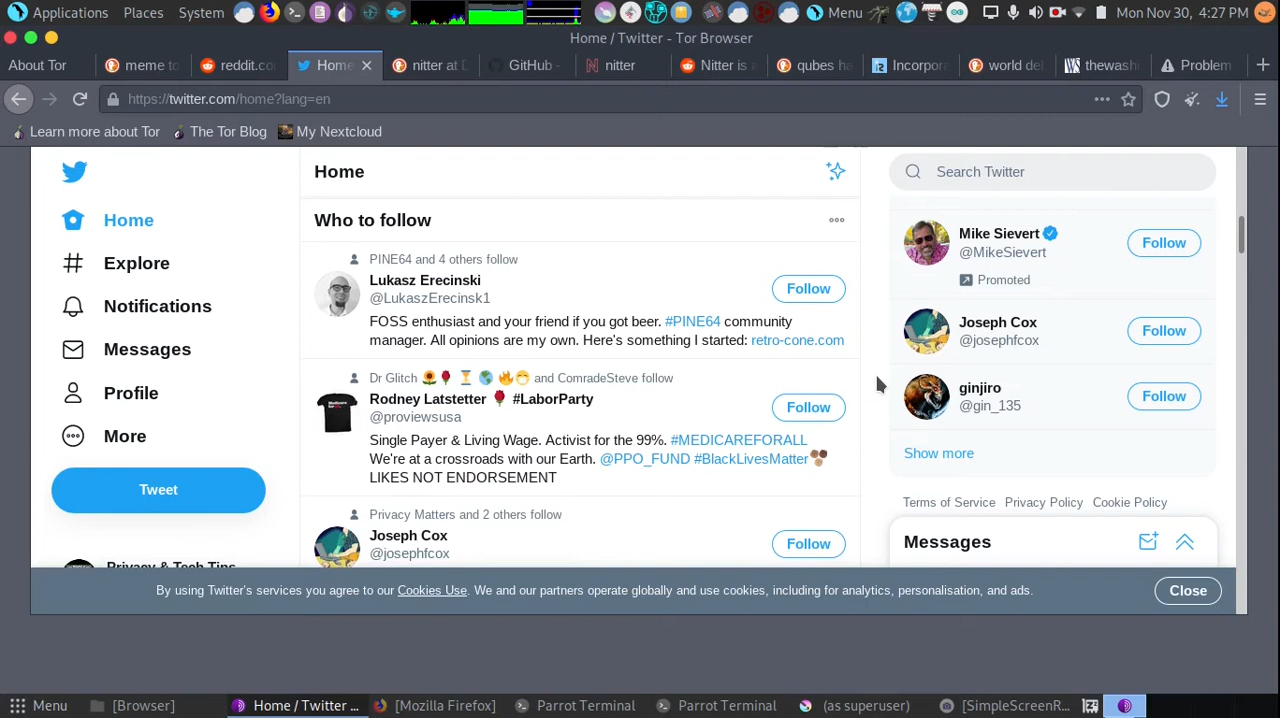 Applications Places System Menu Mon Nov 30, 4:27 PM
Home / Twitter - Tor Browser
About Tor meme to reddit.co Home nitter at D GitHub - nitter Nitter is a qubes ha Incorpor world del thewash Problem
https://twitter.com/home?lang=en
Learn more about Tor The Tor Blog My Nextcloud
Home
Explore
Notifications
Messages
Profile
More
Tweet
Privacy & Tech Tips
Home
Who to follow
PINE64 and 4 others follow
Lukasz Erecinski
@LukaszErecinsk1
Follow
FOSS enthusiast and your friend if you got beer. #PINE64 community
manager. All opinions are my own. Here's something I started: retro-cone.com
Dr Glitch 🌻🌹⏳🌎🔥😷 and ComradeSteve follow
Rodney Latstetter 🌹 #LaborParty
@proviewsusa
Follow
Single Payer & Living Wage. Activist for the 99%. #MEDICAREFORALL
We're at a crossroads with our Earth. @PPO_FUND #BlackLivesMatter
LIKES NOT ENDORSEMENT
Privacy Matters and 2 others follow
Joseph Cox
@josephfcox
Follow
Search Twitter
Mike Sievert
@MikeSievert
Follow
Promoted
Joseph Cox
@josephfcox
Follow
ginjiro
@gin_135
Follow
Show more
Terms of Service Privacy Policy Cookie Policy
Messages
By using Twitter's services you agree to our Cookies Use. We and our partners operate globally and use cookies, including for analytics, personalisation, and ads.
Close
Menu [Browser] Home / Twitter ... [Mozilla Firefox] Parrot Terminal Parrot Terminal (as superuser) [SimpleScreenR...